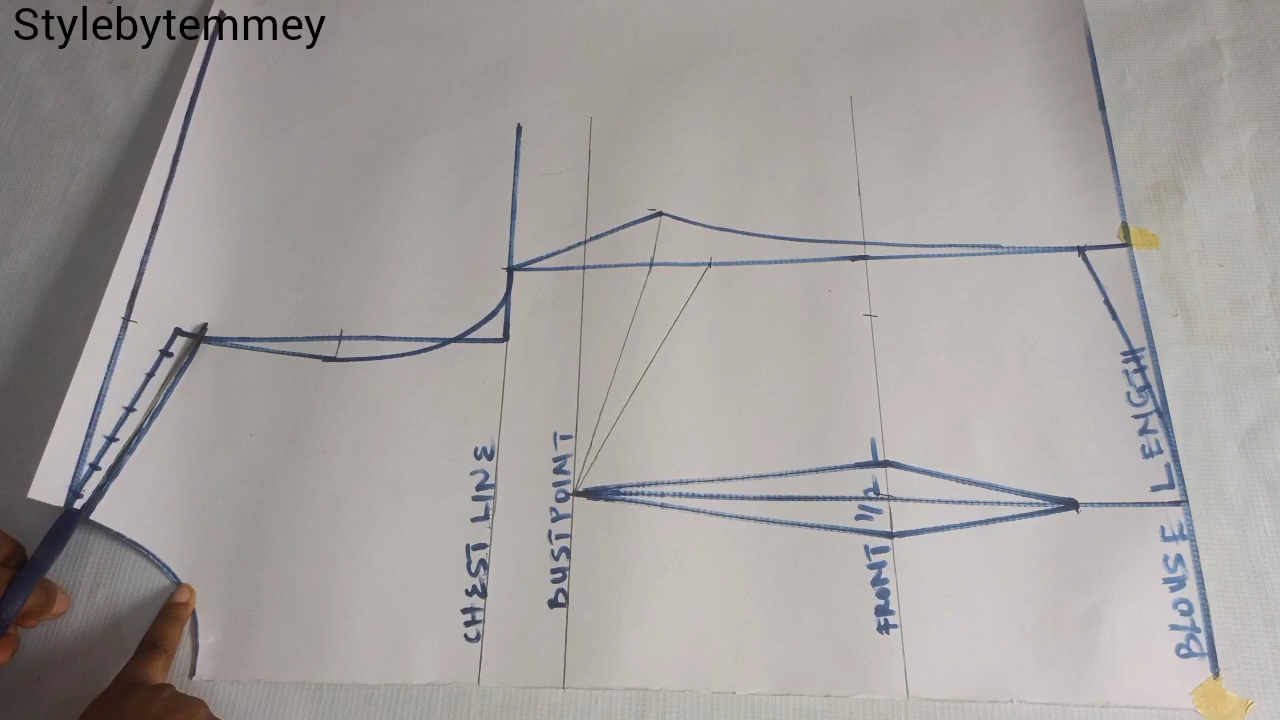 Stylebytemmey
CHEST LINE
BUSTPOINT
FRONT 1/2 L
BLOUSE LENGTH